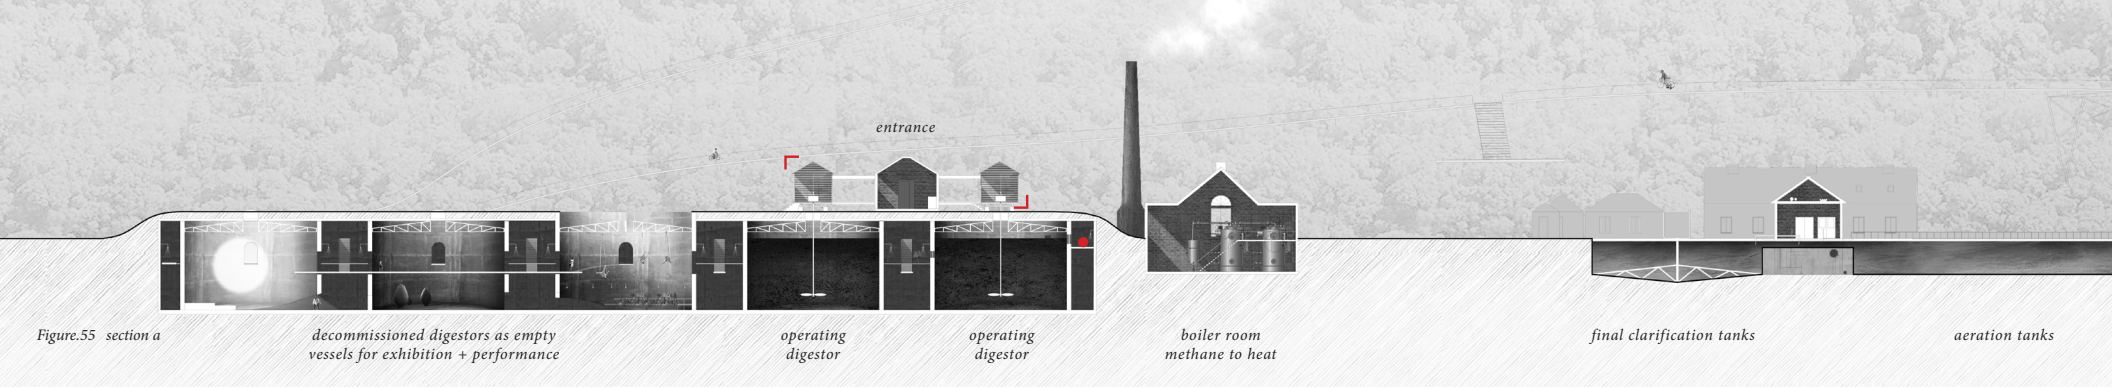 entrance
Figure.55 section a
decommissioned digestors as empty
vessels for exhibition + performance
operating
digestor
operating
digestor
boiler room
methane to heat
final clarification tanks
aeration tanks